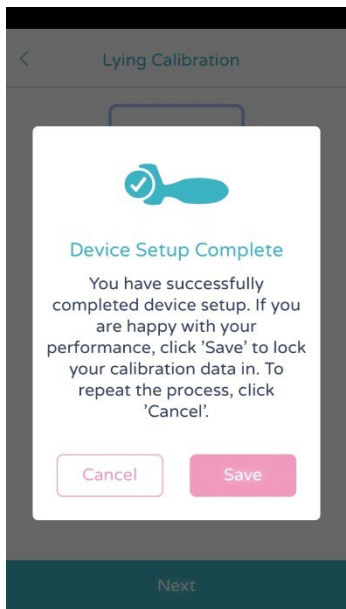 Lying Calibration
Device Setup Complete
You have successfully
completed device setup. If you
are happy with your
performance, click 'Save' to lock
your calibration data in. To
repeat the process, click
'Cancel'.
Cancel
Save
Next